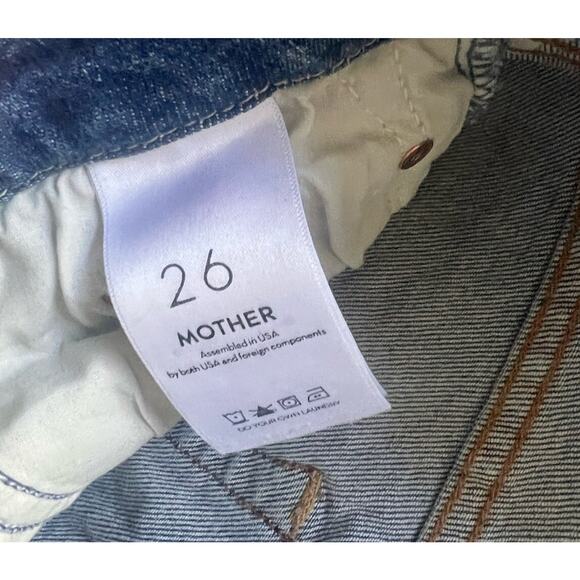 26
MOTHER
Assembled in USA
by both USA and foreign components
DO YOUR OWN LAUNDRY